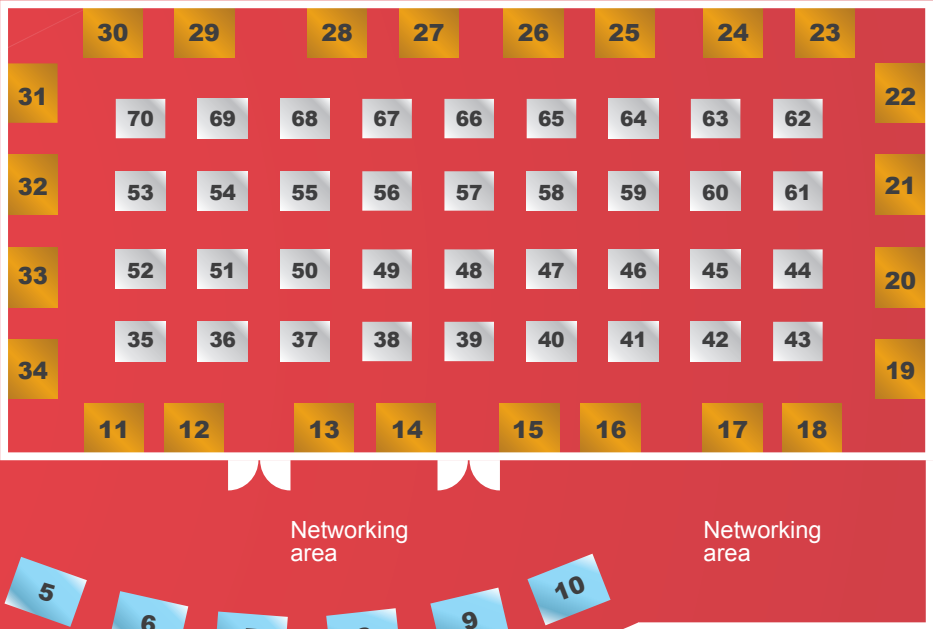 30 29 28 27 26 25 24 23
31 22
70 69 68 67 66 65 64 63 62
32 21
53 54 55 56 57 58 59 60 61
33 20
52 51 50 49 48 47 46 45 44
35 36 37 38 39 40 41 42 43
34 19
11 12 13 14 15 16 17 18
Networking
area
Networking
area
5 6 9 10